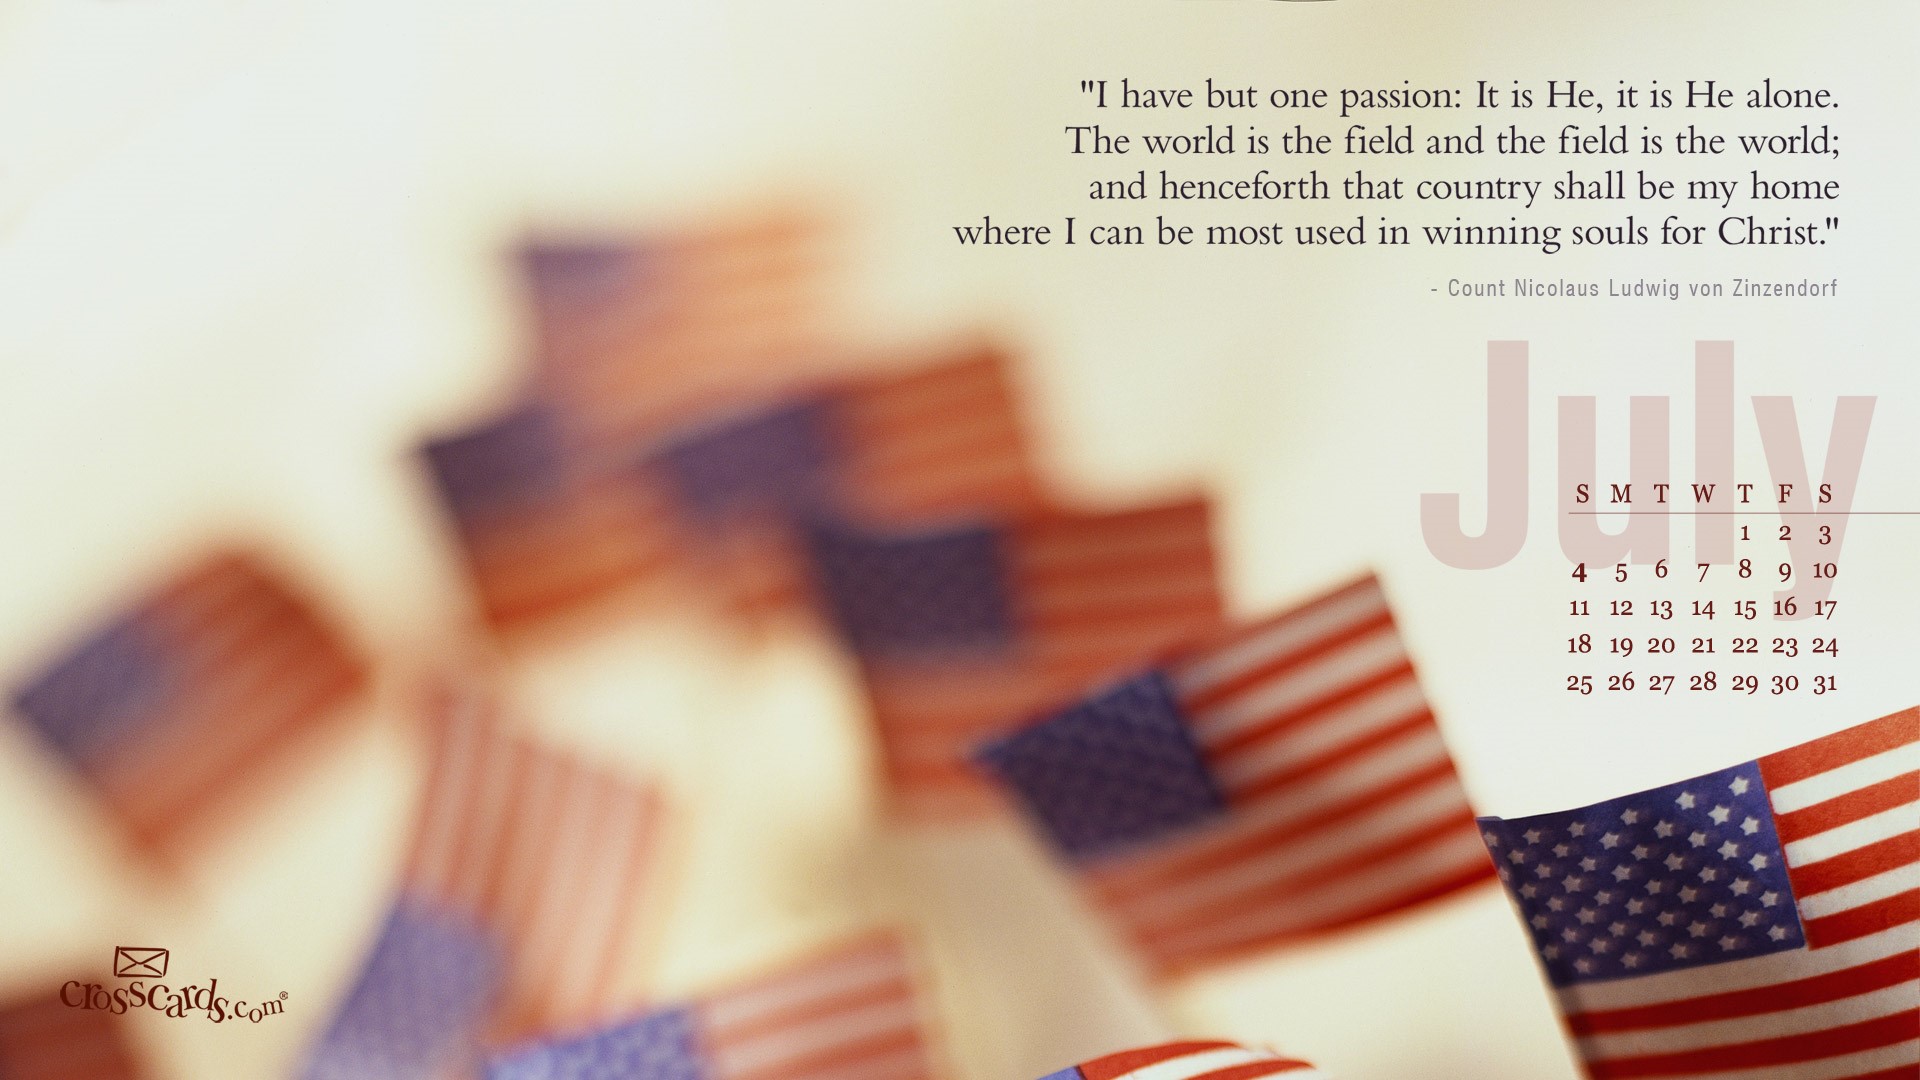 "I have but one passion: It is He, it is He alone.
The world is the field and the field is the world;
and henceforth that country shall be my home
where I can be most used in winning souls for Christ."
- Count Nicolaus Ludwig von Zinzendorf
July
S M T W T F S
1 2 3
4 5 6 7 8 9 10
11 12 13 14 15 16 17
18 19 20 21 22 23 24
25 26 27 28 29 30 31
crosscards.com®